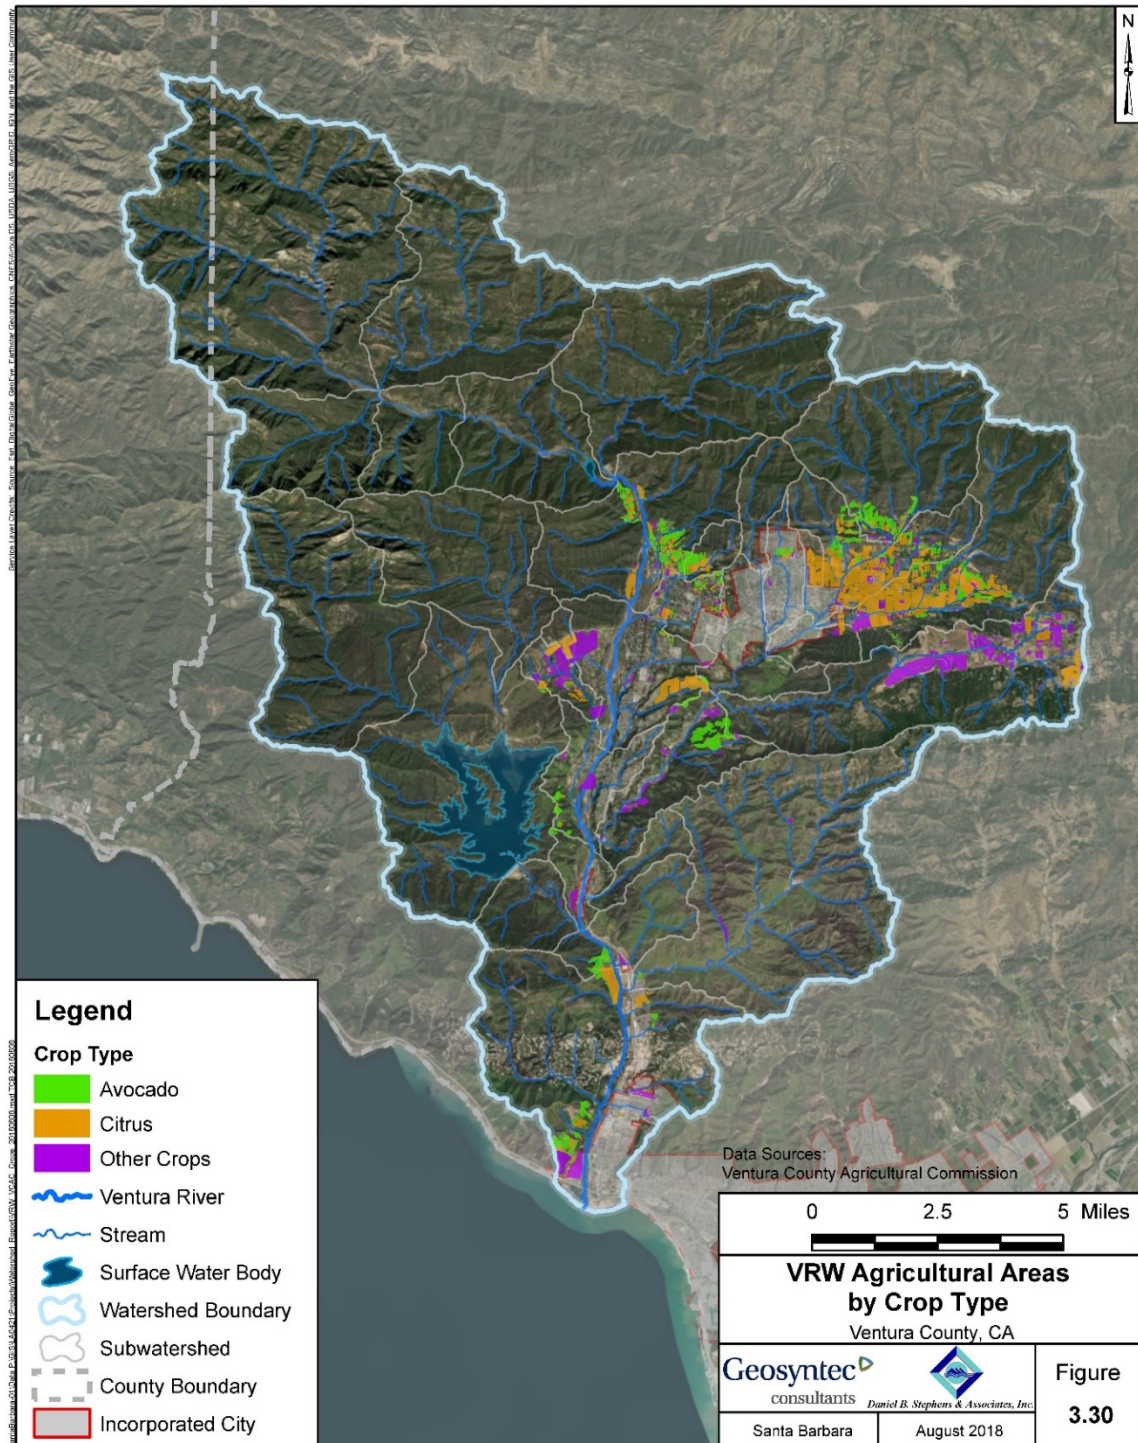 N
Legend
Crop Type
Avocado
Citrus
Other Crops
Ventura River
Stream
Surface Water Body
Watershed Boundary
Subwatershed
County Boundary
Incorporated City
Data Sources:
Ventura County Agricultural Commission
0 2.5 5 Miles
VRW Agricultural Areas
by Crop Type
Ventura County, CA
Geosyntec
consultants
Daniel B. Stephens & Associates, Inc.
Figure
3.30
Santa Barbara
August 2018